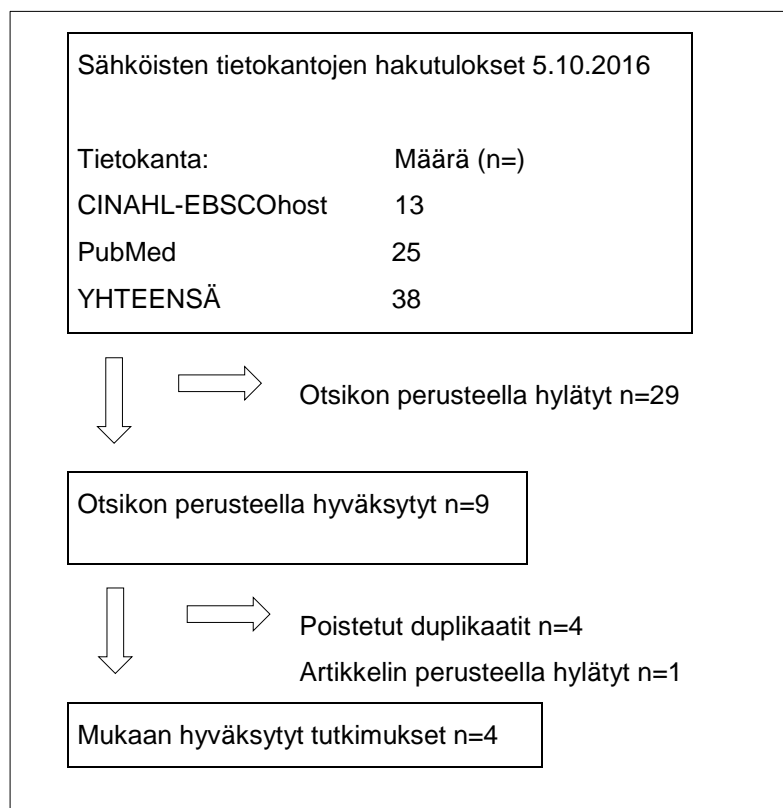 Sähköisten tietokantojen hakutulokset 5.10.2016
Tietokanta: Määrä (n=)
CINAHL-EBSCOhost 13
PubMed 25
YHTEENSÄ 38
Otsikon perusteella hylätyt n=29
Otsikon perusteella hyväksytyt n=9
Poistetut duplikaatit n=4
Artikkelin perusteella hylätyt n=1
Mukaan hyväksytyt tutkimukset n=4